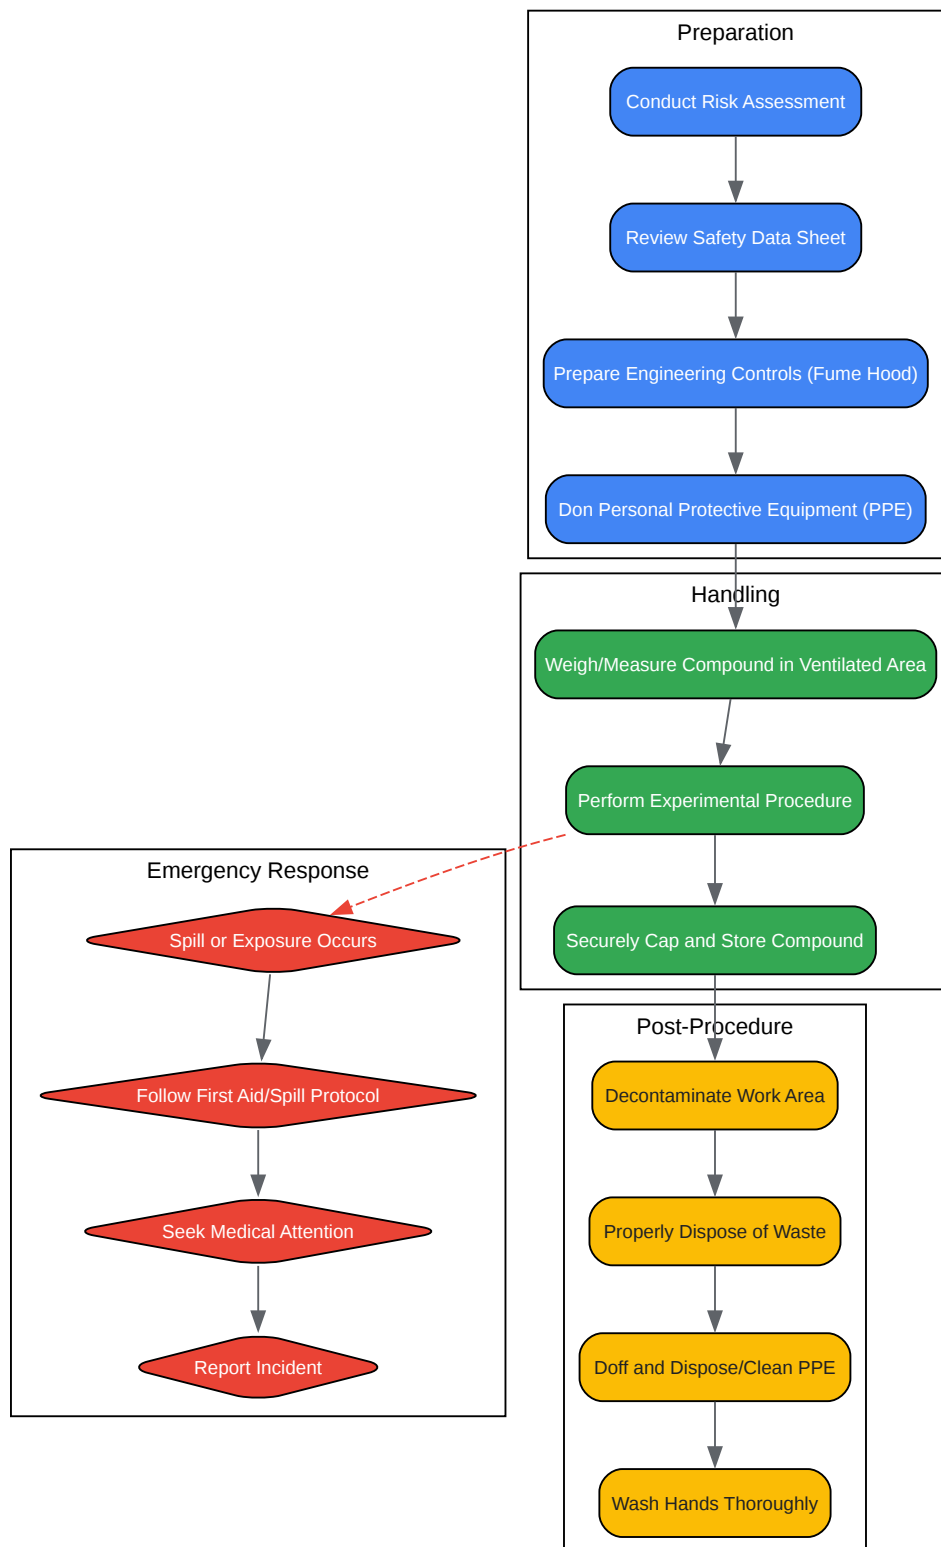 Preparation
Conduct Risk Assessment
Review Safety Data Sheet
Prepare Engineering Controls (Fume Hood)
Don Personal Protective Equipment (PPE)
Handling
Weigh/Measure Compound in Ventilated Area
Perform Experimental Procedure
Securely Cap and Store Compound
Emergency Response
Spill or Exposure Occurs
Follow First Aid/Spill Protocol
Seek Medical Attention
Report Incident
Post-Procedure
Decontaminate Work Area
Properly Dispose of Waste
Doff and Dispose/Clean PPE
Wash Hands Thoroughly